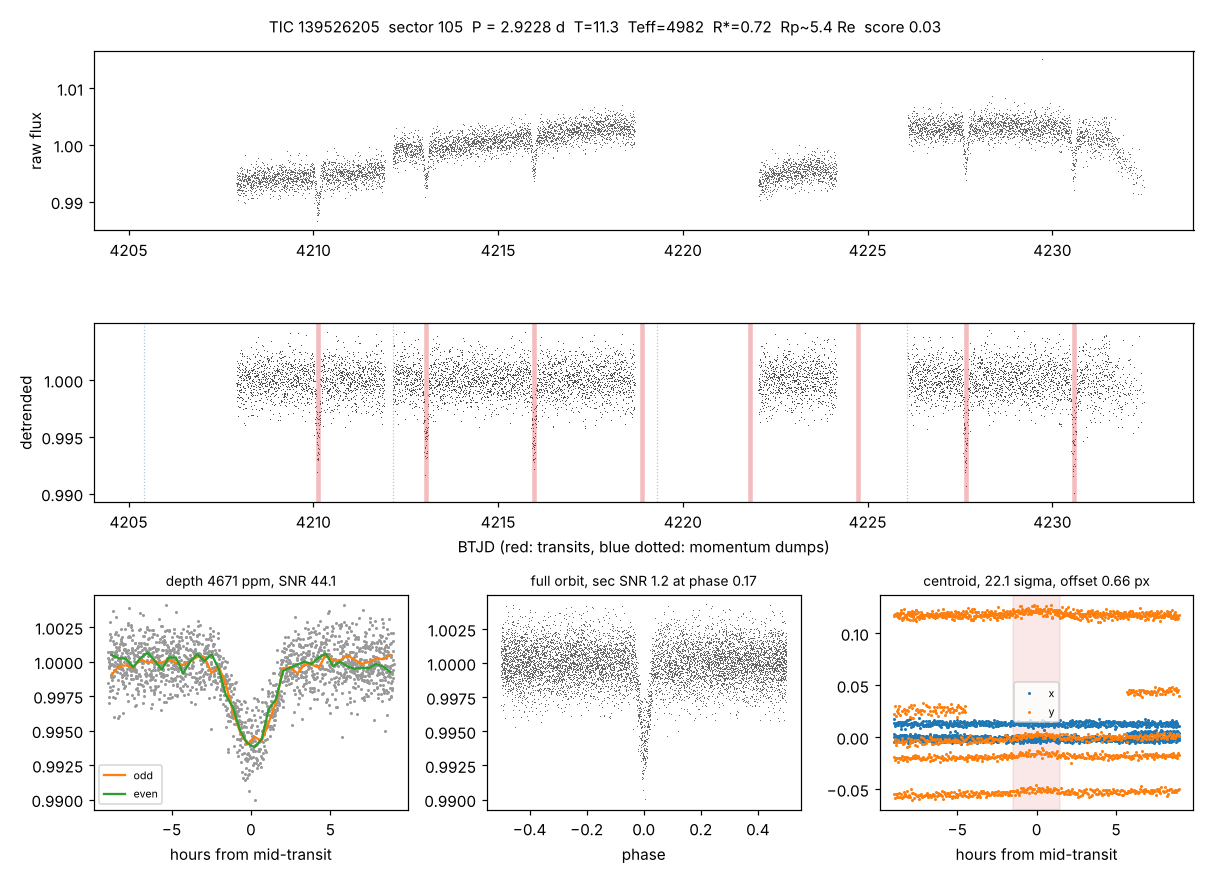 TIC 139526205  sector 105  P = 2.9228 d  T=11.3  Teff=4982  R*=0.72  Rp~5.4 Re  score 0.03
raw flux
1.01
1.00
0.99
4205 4210 4215 4220 4225 4230
detrended
1.000
0.995
0.990
4205 4210 4215 4220 4225 4230
BTJD (red: transits, blue dotted: momentum dumps)
depth 4671 ppm, SNR 44.1
1.0025
1.0000
0.9975
0.9950
0.9925
0.9900
odd
even
−5 0 5
hours from mid-transit
full orbit, sec SNR 1.2 at phase 0.17
1.0025
1.0000
0.9975
0.9950
0.9925
0.9900
−0.4 −0.2 0.0 0.2 0.4
phase
centroid, 22.1 sigma, offset 0.66 px
0.10
0.05
0.00
−0.05
x
y
−5 0 5
hours from mid-transit